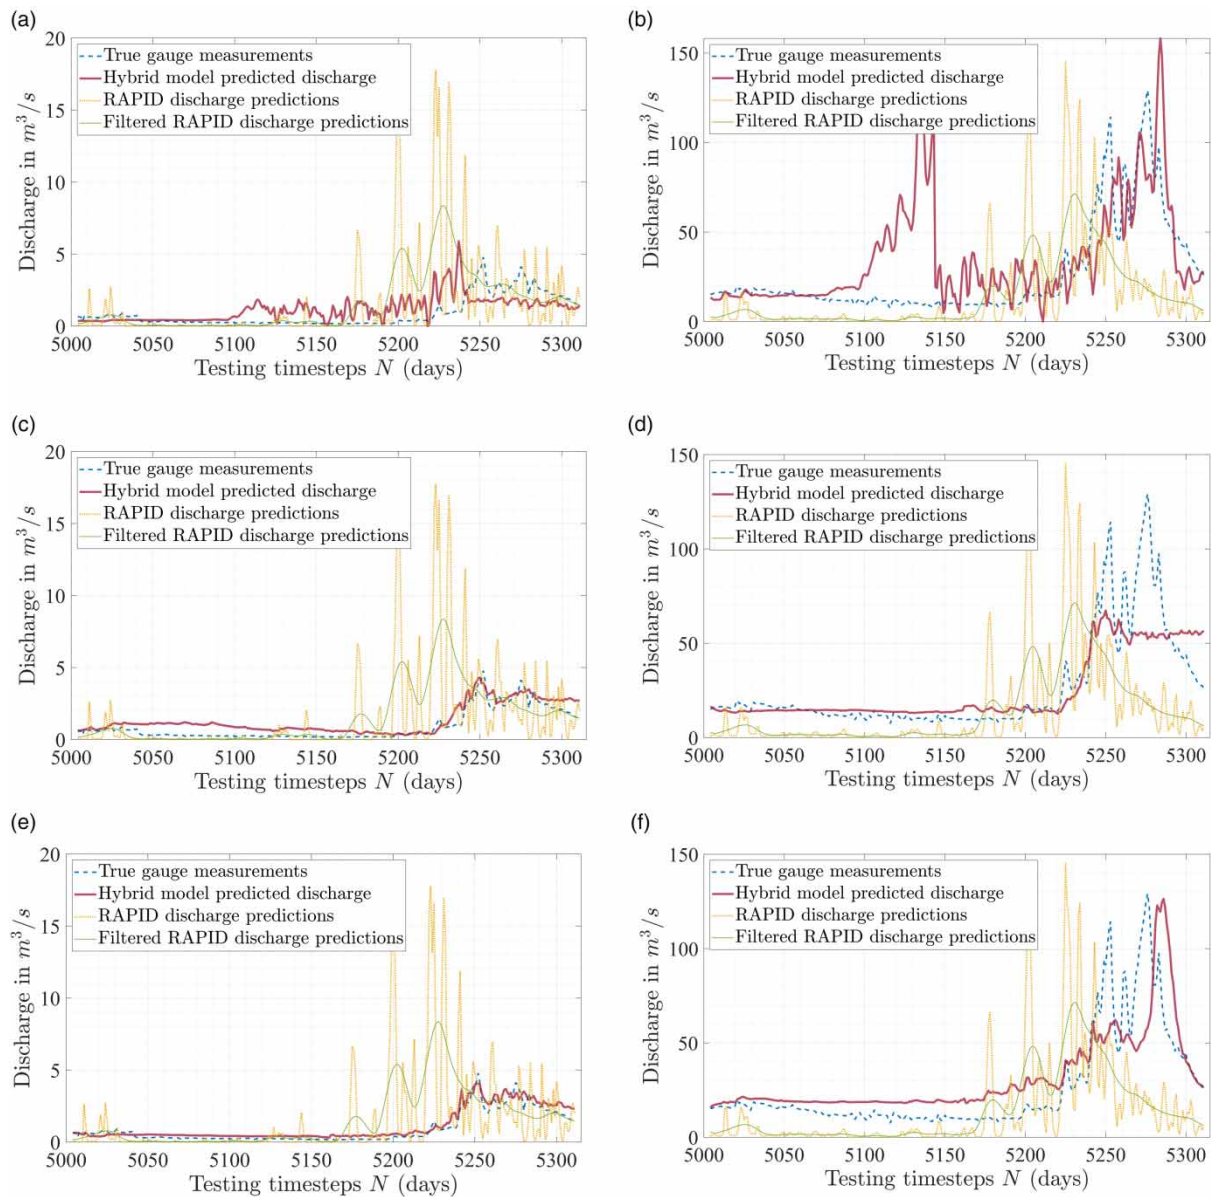 (a)
20
15
10
5
0
Discharge in m³/s
True gauge measurements
Hybrid model predicted discharge
RAPID discharge predictions
Filtered RAPID discharge predictions
5000 5050 5100 5150 5200 5250 5300
Testing timesteps N (days)
(b)
150
100
50
0
Discharge in m³/s
True gauge measurements
Hybrid model predicted discharge
RAPID discharge predictions
Filtered RAPID discharge predictions
5000 5050 5100 5150 5200 5250 5300
Testing timesteps N (days)
(c)
20
15
10
5
0
Discharge in m³/s
True gauge measurements
Hybrid model predicted discharge
RAPID discharge predictions
Filtered RAPID discharge predictions
5000 5050 5100 5150 5200 5250 5300
Testing timesteps N (days)
(d)
150
100
50
0
Discharge in m³/s
True gauge measurements
Hybrid model predicted discharge
RAPID discharge predictions
Filtered RAPID discharge predictions
5000 5050 5100 5150 5200 5250 5300
Testing timesteps N (days)
(e)
20
15
10
5
0
Discharge in m³/s
True gauge measurements
Hybrid model predicted discharge
RAPID discharge predictions
Filtered RAPID discharge predictions
5000 5050 5100 5150 5200 5250 5300
Testing timesteps N (days)
(f)
150
100
50
0
Discharge in m³/s
True gauge measurements
Hybrid model predicted discharge
RAPID discharge predictions
Filtered RAPID discharge predictions
5000 5050 5100 5150 5200 5250 5300
Testing timesteps N (days)